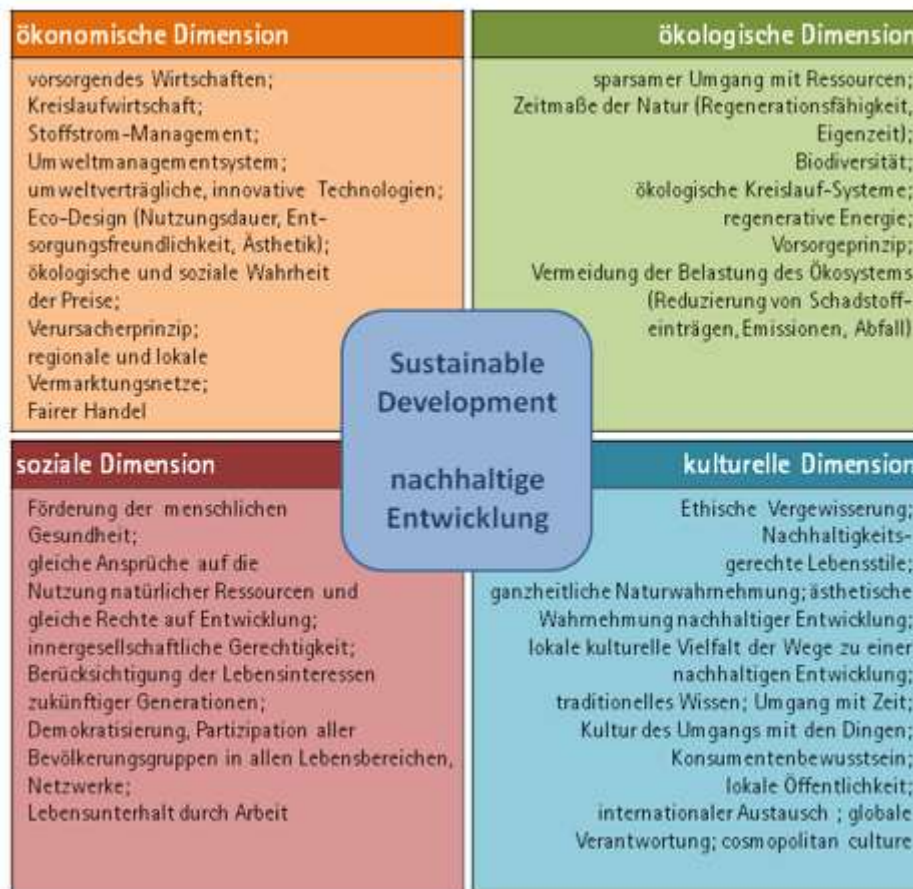 ökonomische Dimension
vorsorgendes Wirtschaften;
Kreislaufwirtschaft;
Stoffstrom-Management;
Umweltmanagementsystem;
umweltverträgliche, innovative Technologien;
Eco-Design (Nutzungsdauer, Ent-
sorgungsfreundlichkeit, Ästhetik);
ökologische und soziale Wahrheit
der Preise;
Verursacherprinzip;
regionale und lokale
Vermarktungsnetze;
Fairer Handel
ökologische Dimension
sparsamer Umgang mit Ressourcen;
Zeitmaße der Natur (Regenerationsfähigkeit,
Eigenzeit);
Biodiversität;
ökologische Kreislauf-Systeme;
regenerative Energie;
Vorsorgeprinzip;
Vermeidung der Belastung des Ökosystems
(Reduzierung von Schadstoff-
einträgen, Emissionen, Abfall)
Sustainable
Development
nachhaltige
Entwicklung
soziale Dimension
Förderung der menschlichen
Gesundheit;
gleiche Ansprüche auf die
Nutzung natürlicher Ressourcen und
gleiche Rechte auf Entwicklung;
innergesellschaftliche Gerechtigkeit;
Berücksichtigung der Lebensinteressen
zukünftiger Generationen;
Demokratisierung, Partizipation aller
Bevölkerungsgruppen in allen Lebensbereichen,
Netzwerke;
Lebensunterhalt durch Arbeit
kulturelle Dimension
Ethische Vergewisserung;
Nachhaltigkeits-
gerechte Lebensstile;
ganzheitliche Naturwahrnehmung; ästhetische
Wahrnehmung nachhaltiger Entwicklung;
lokale kulturelle Vielfalt der Wege zu einer
nachhaltigen Entwicklung;
traditionelles Wissen; Umgang mit Zeit;
Kultur des Umgangs mit den Dingen;
Konsumentenbewusstsein;
lokale Öffentlichkeit;
internationaler Austausch ; globale
Verantwortung; cosmopolitan culture